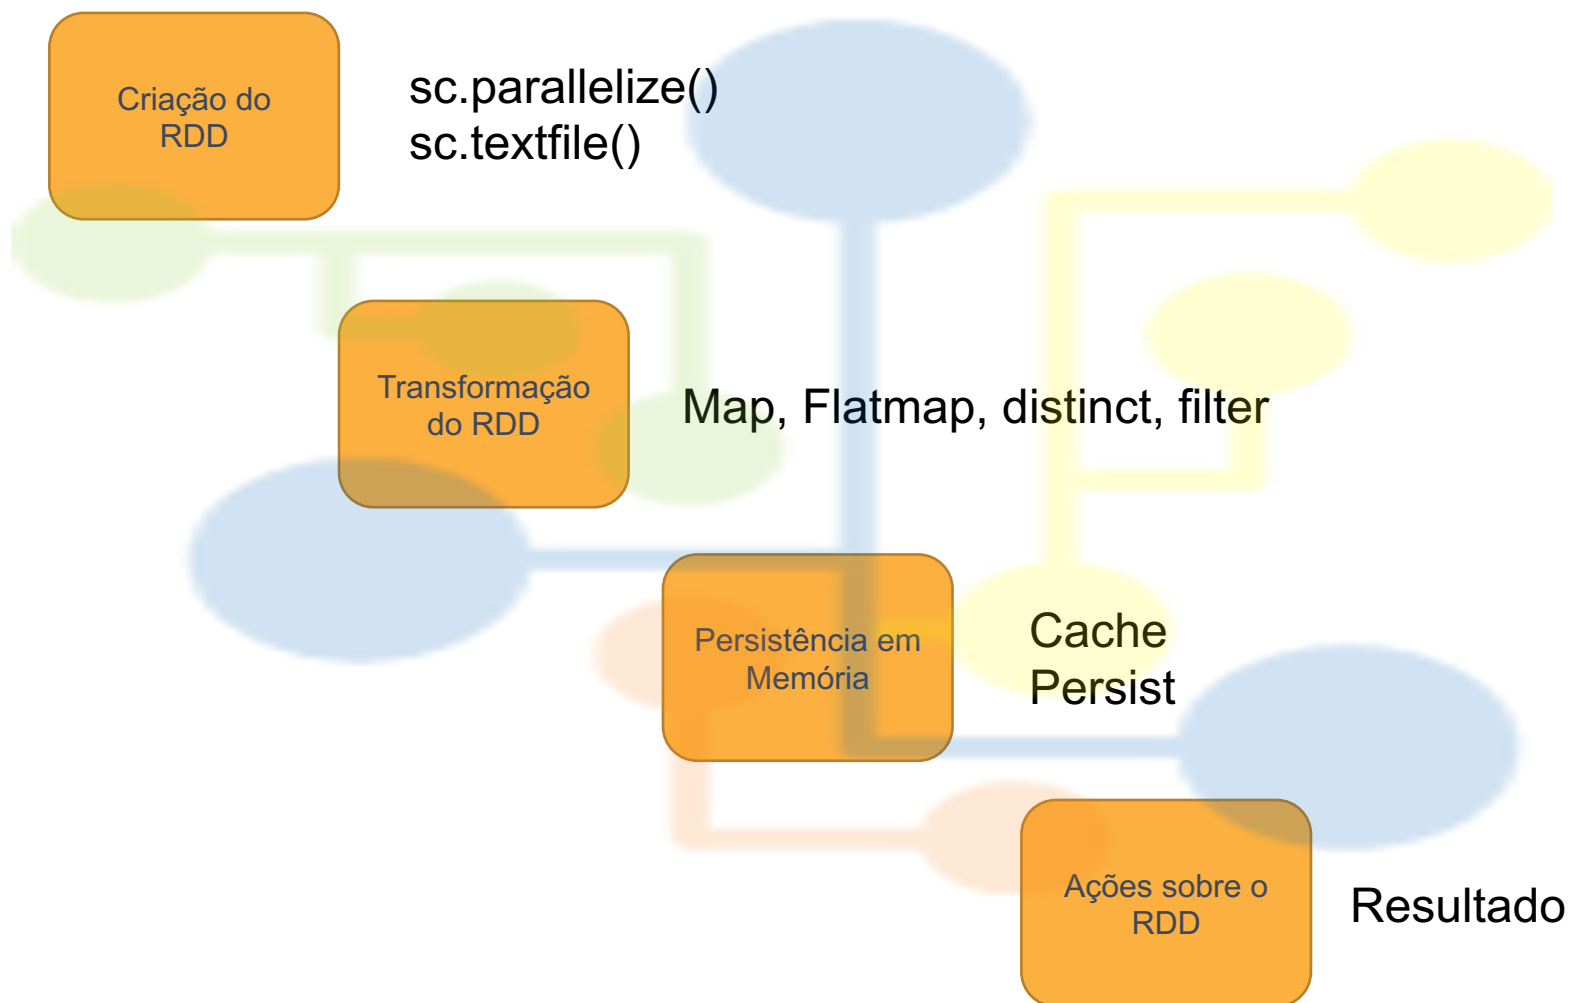 Criação do
RDD
sc.parallelize()
sc.textfile()
Transformação
do RDD
Map, Flatmap, distinct, filter
Persistência em
Memória
Cache
Persist
Ações sobre o
RDD
Resultado